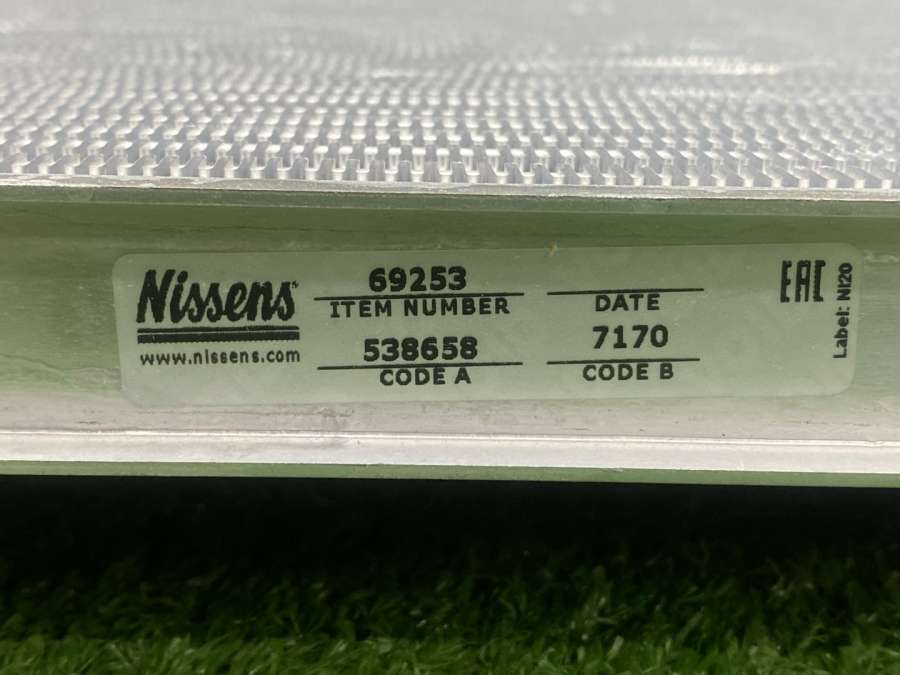 Nissens
www.nissens.com
69253
ITEM NUMBER
538658
CODE A
DATE
7170
CODE B
EAC
Label: NI20